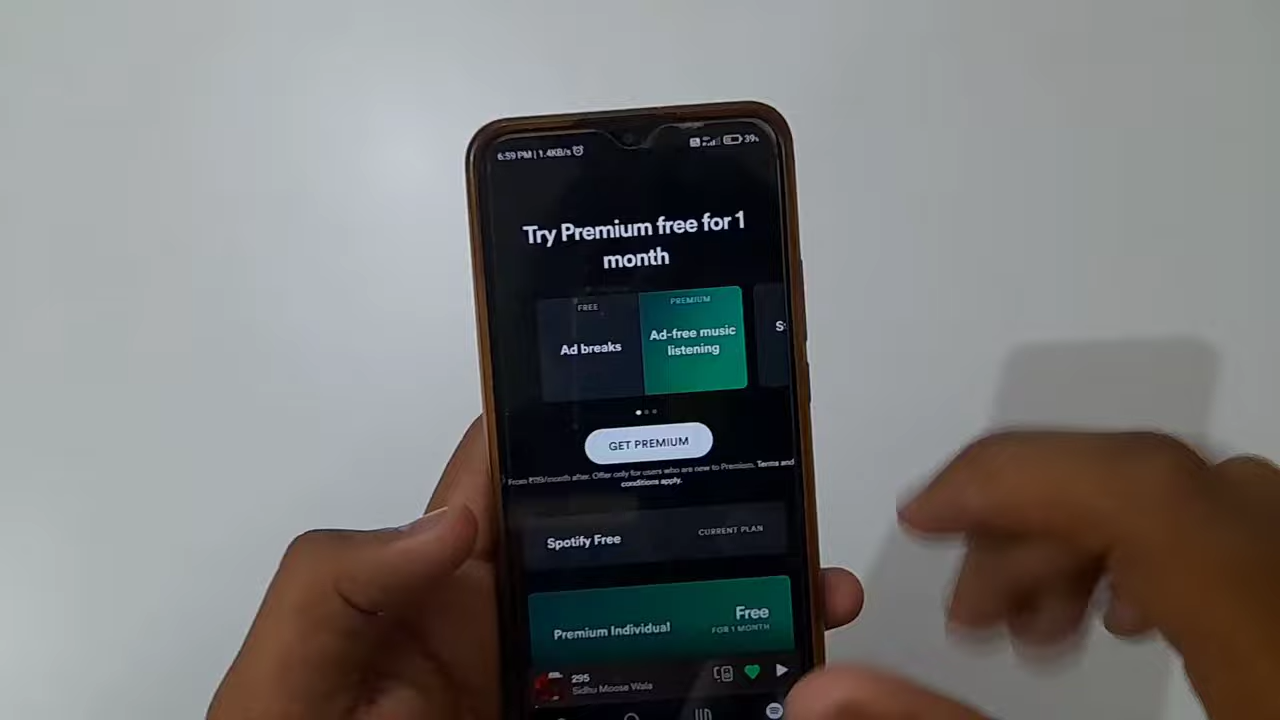 6:59 PM | 1.4KB/s
39%
Try Premium free for 1
month
FREE
PREMIUM
Ad breaks
Ad-free music
listening
GET PREMIUM
From ₹119/month after. Offer only for users who are new to Premium. Terms and
conditions apply.
Spotify Free
CURRENT PLAN
Premium Individual
Free
FOR 1 MONTH
295
Sidhu Moose Wala